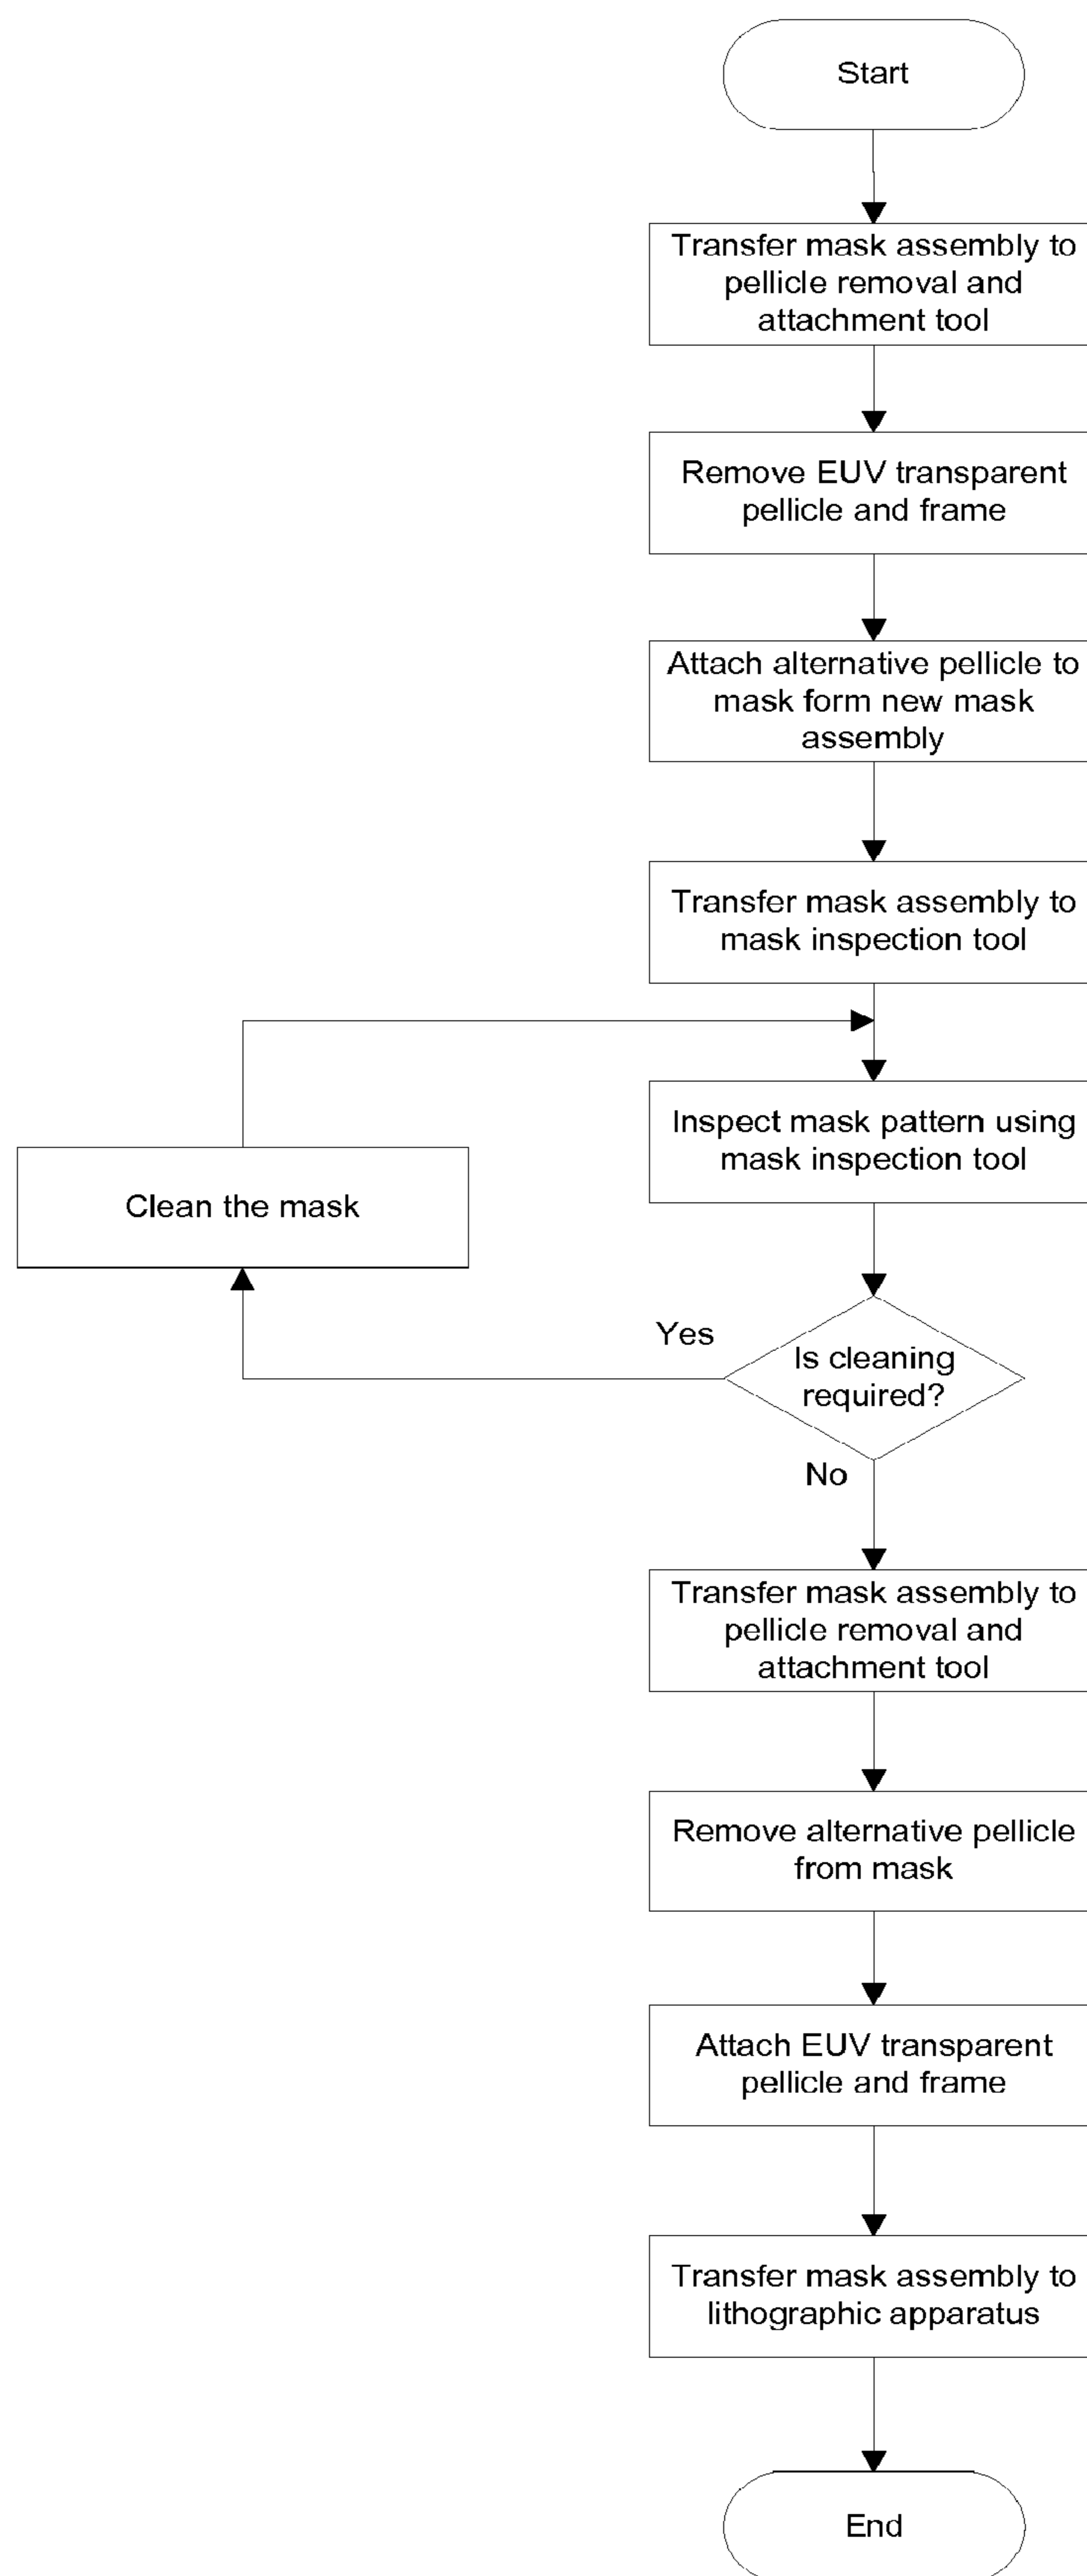 Start
Transfer mask assembly to
pellicle removal and
attachment tool
Remove EUV transparent
pellicle and frame
Attach alternative pellicle to
mask form new mask
assembly
Transfer mask assembly to
mask inspection tool
Inspect mask pattern using
mask inspection tool
Clean the mask
Yes
Is cleaning
required?
No
Transfer mask assembly to
pellicle removal and
attachment tool
Remove alternative pellicle
from mask
Attach EUV transparent
pellicle and frame
Transfer mask assembly to
lithographic apparatus
End